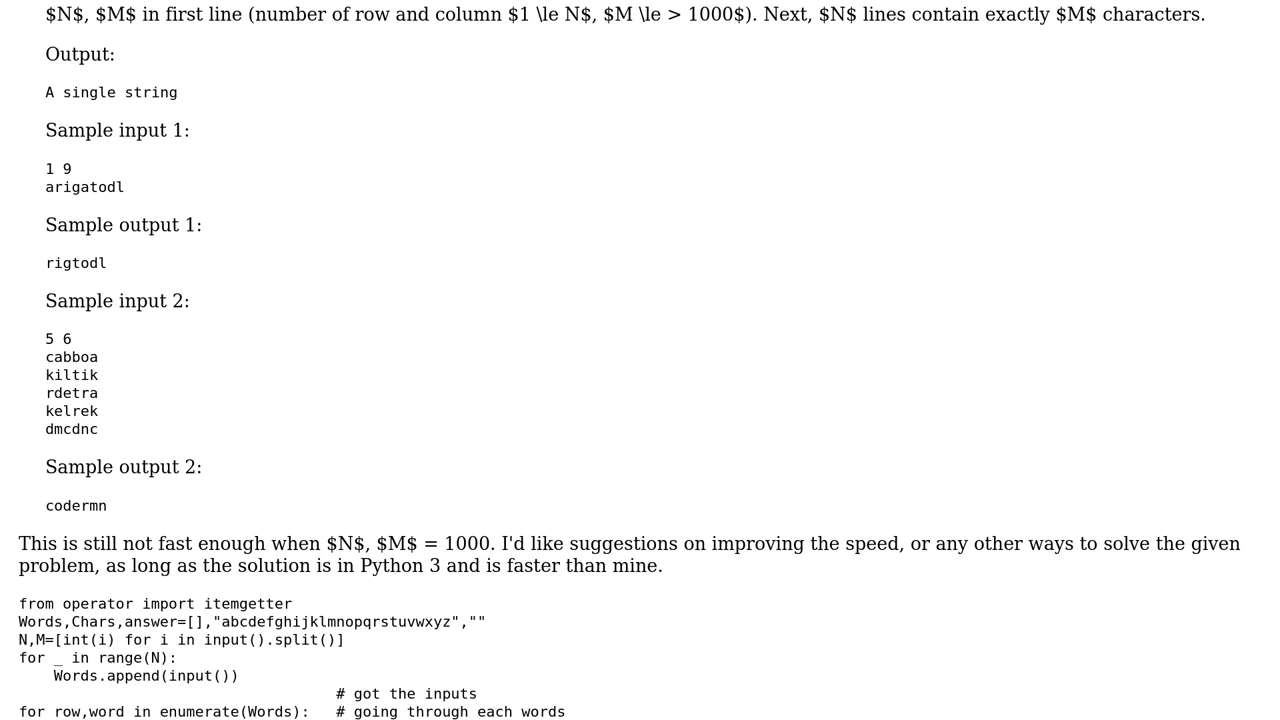 $N$, $M$ in first line (number of row and column $1 \le N$, $M \le > 1000$). Next, $N$ lines contain exactly $M$ characters.
Output:
A single string
Sample input 1:
1 9
arigatodl
Sample output 1:
rigtodl
Sample input 2:
5 6
cabboa
kiltik
rdetra
kelrek
dmcdnc
Sample output 2:
codermn
This is still not fast enough when $N$, $M$ = 1000. I'd like suggestions on improving the speed, or any other ways to solve the given
problem, as long as the solution is in Python 3 and is faster than mine.
from operator import itemgetter
Words,Chars,answer=[],"abcdefghijklmnopqrstuvwxyz",""
N,M=[int(i) for i in input().split()]
for _ in range(N):
    Words.append(input())
                                    # got the inputs
for row,word in enumerate(Words):   # going through each words